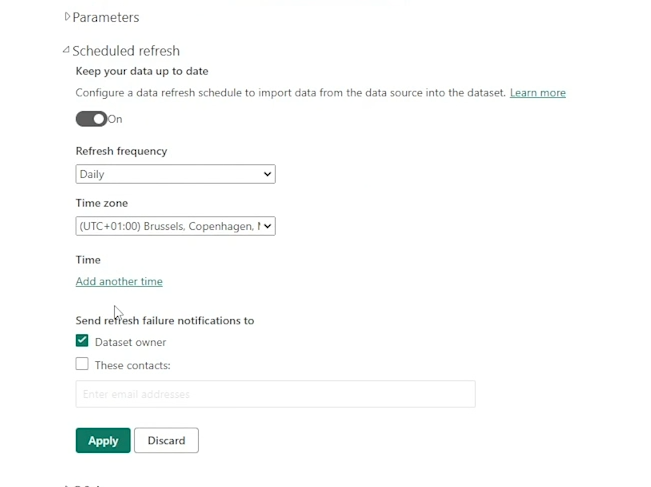 Parameters
Scheduled refresh
Keep your data up to date
Configure a data refresh schedule to import data from the data source into the dataset. Learn more
On
Refresh frequency
Daily
Time zone
(UTC+01:00) Brussels, Copenhagen,
Time
Add another time
Send refresh failure notifications to
Dataset owner
These contacts:
Enter email addresses
Apply
Discard